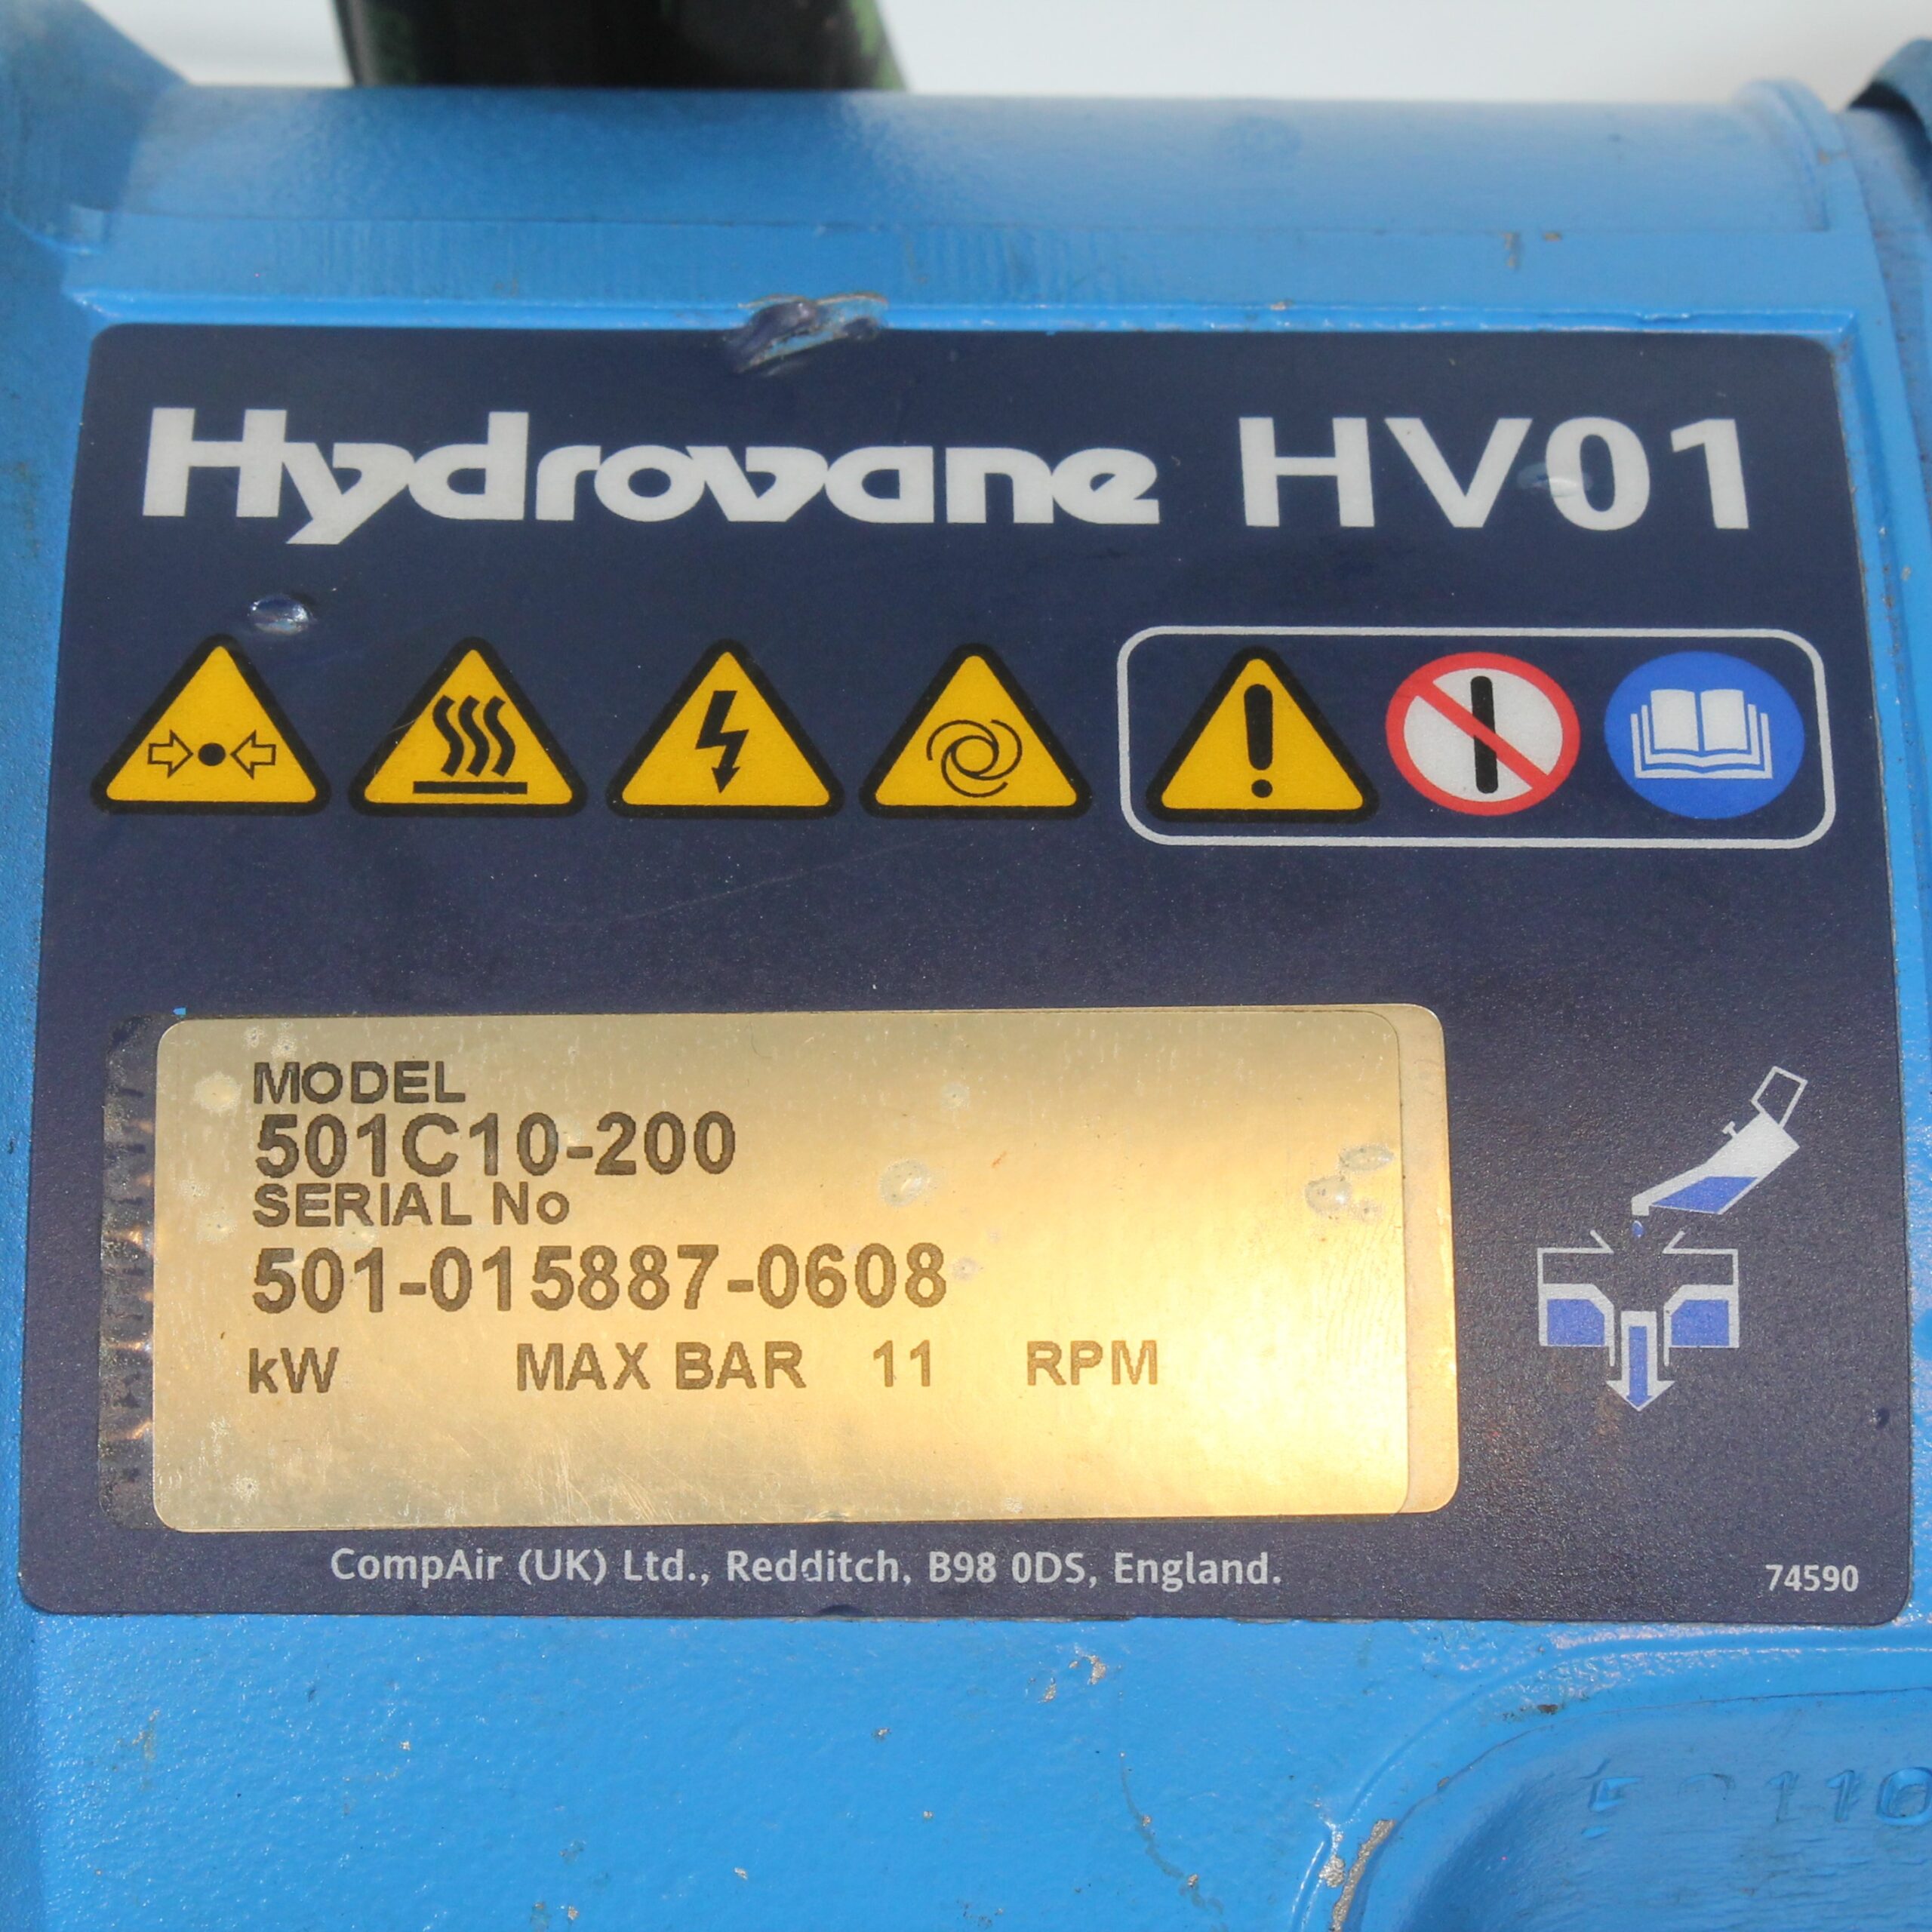 Hydrovane HV01
MODEL
501C10-200
SERIAL No
501-015887-0608
kW MAX BAR 11 RPM
CompAir (UK) Ltd., Redditch, B98 0DS, England.
74590